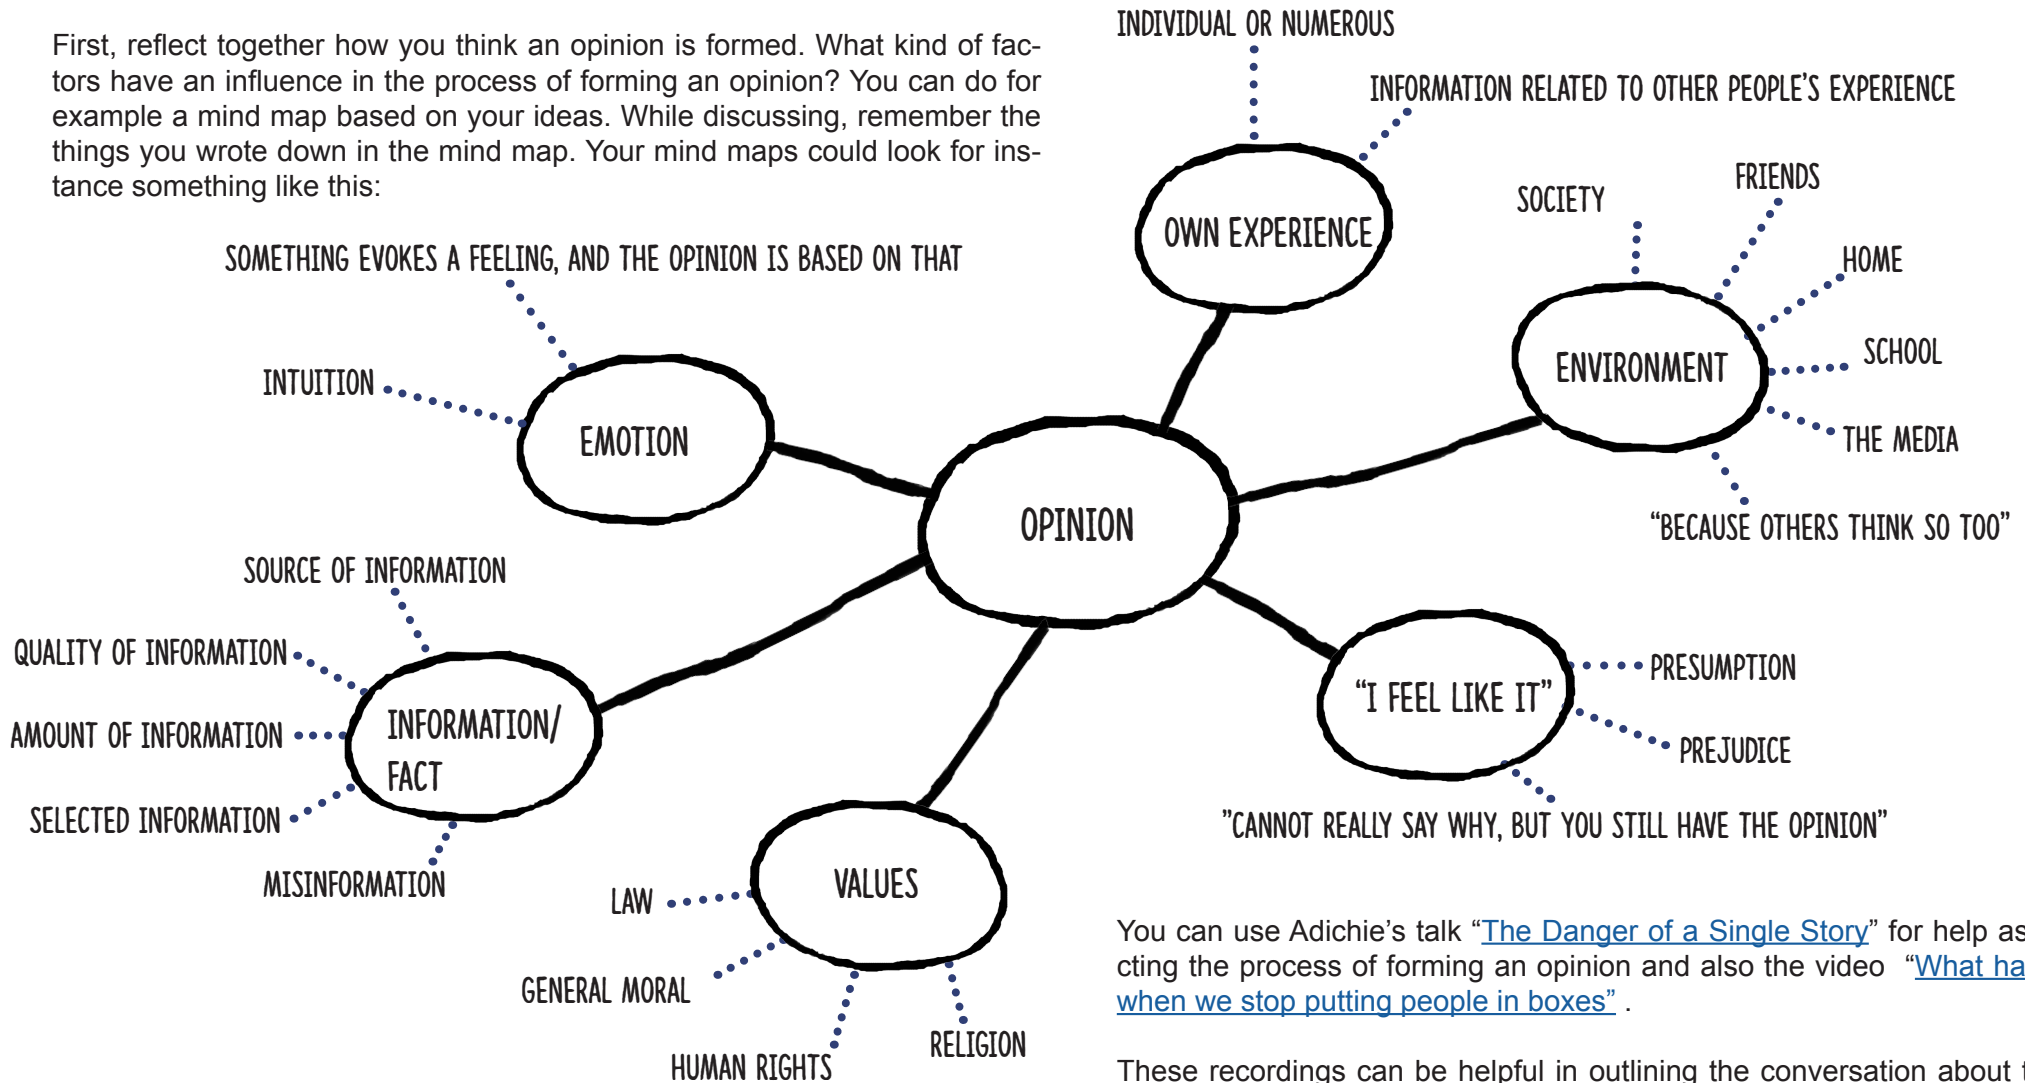 First, reflect together how you think an opinion is formed. What kind of fac-
tors have an influence in the process of forming an opinion? You can do for
example a mind map based on your ideas. While discussing, remember the
things you wrote down in the mind map. Your mind maps could look for ins-
tance something like this:
INDIVIDUAL OR NUMEROUS
INFORMATION RELATED TO OTHER PEOPLE'S EXPERIENCE
OWN EXPERIENCE
SOCIETY
FRIENDS
HOME
SCHOOL
THE MEDIA
"BECAUSE OTHERS THINK SO TOO"
ENVIRONMENT
SOMETHING EVOKES A FEELING, AND THE OPINION IS BASED ON THAT
INTUITION
EMOTION
OPINION
SOURCE OF INFORMATION
QUALITY OF INFORMATION
AMOUNT OF INFORMATION
SELECTED INFORMATION
MISINFORMATION
INFORMATION/
FACT
VALUES
LAW
GENERAL MORAL
HUMAN RIGHTS
RELIGION
“I FEEL LIKE IT”
PRESUMPTION
PREJUDICE
”CANNOT REALLY SAY WHY, BUT YOU STILL HAVE THE OPINION”
You can use Adichie’s talk “The Danger of a Single Story” for help as
cting the process of forming an opinion and also the video “What ha
when we stop putting people in boxes” .
These recordings can be helpful in outlining the conversation about